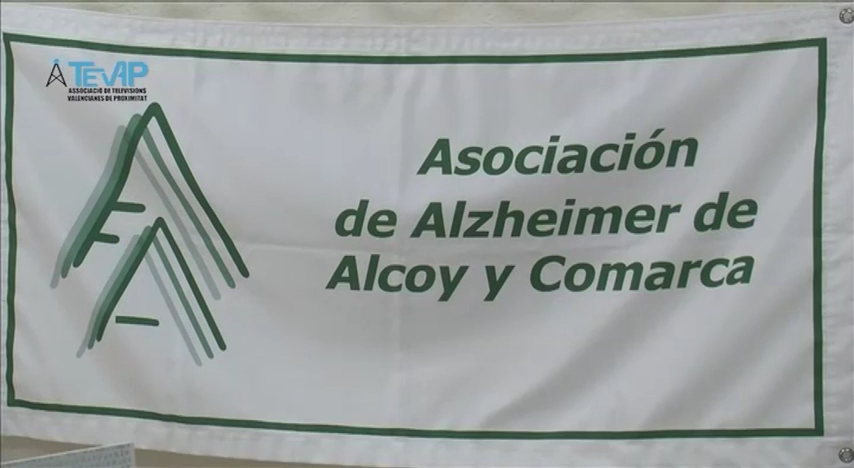 TEVAP
ASSOCIACIÓ DE TELEVISIONS
VALENCIANES DE PROXIMITAT
Asociación
de Alzheimer de
Alcoy y Comarca